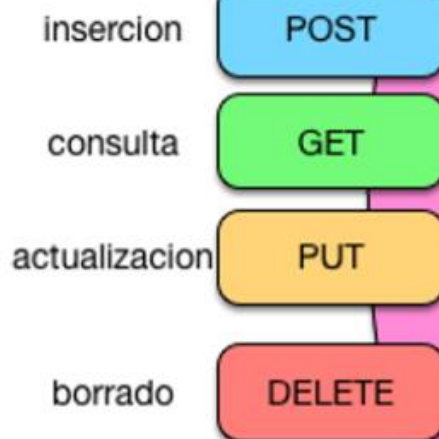 insercion POST
consulta GET
actualizacion PUT
borrado DELETE